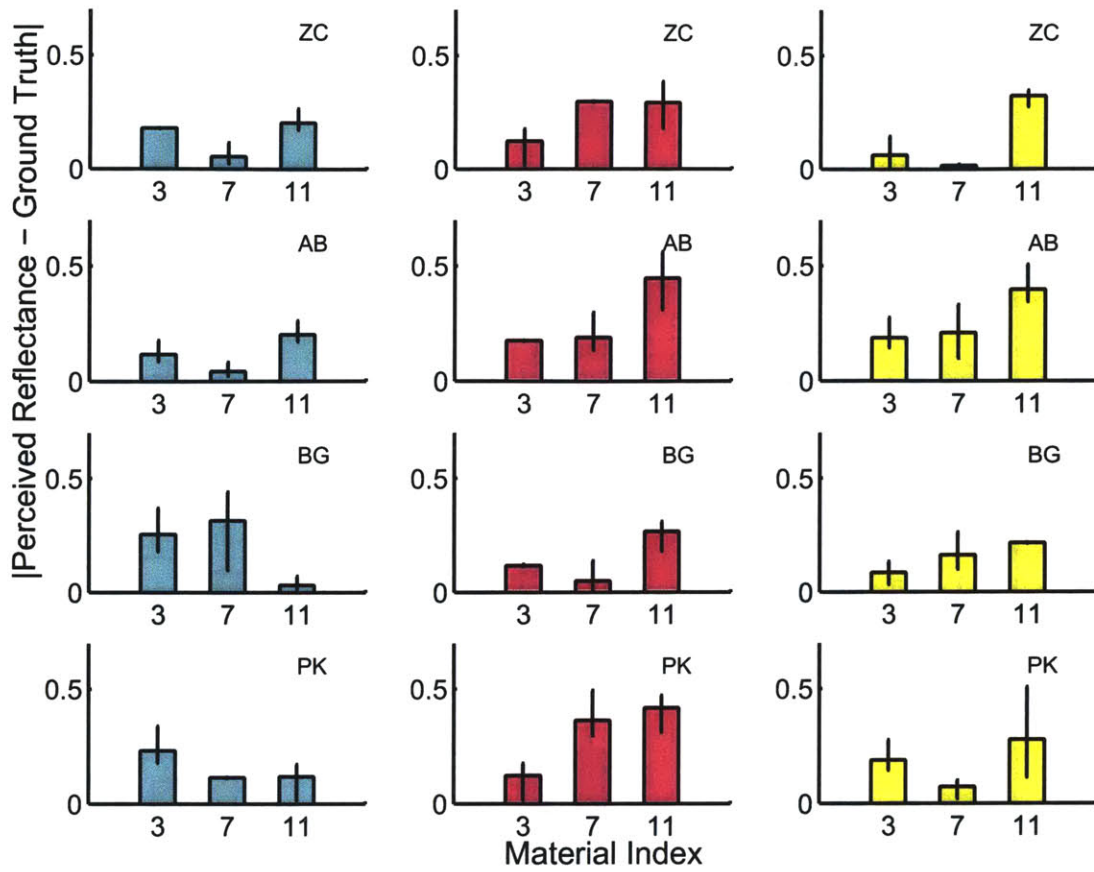 |Perceived Reflectance – Ground Truth|
ZC ZC ZC
0.5 0.5 0.5
0 0 0
3 7 11 3 7 11 3 7 11
AB AB AB
0.5 0.5 0.5
0 0 0
3 7 11 3 7 11 3 7 11
BG BG BG
0.5 0.5 0.5
0 0 0
3 7 11 3 7 11 3 7 11
PK PK PK
0.5 0.5 0.5
0 0 0
3 7 11 3 7 11 3 7 11
Material Index